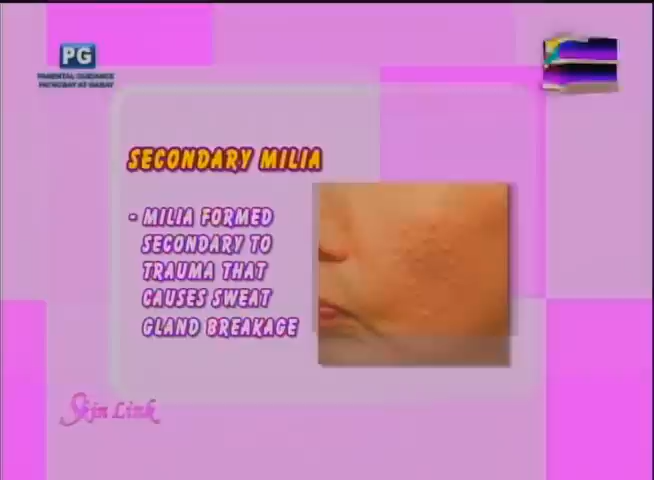 PG
PARENTAL GUIDANCE
PATNUBAY AT GABAY
SECONDARY MILIA
- MILIA FORMED
SECONDARY TO
TRAUMA THAT
CAUSES SWEAT
GLAND BREAKAGE
Skin Link